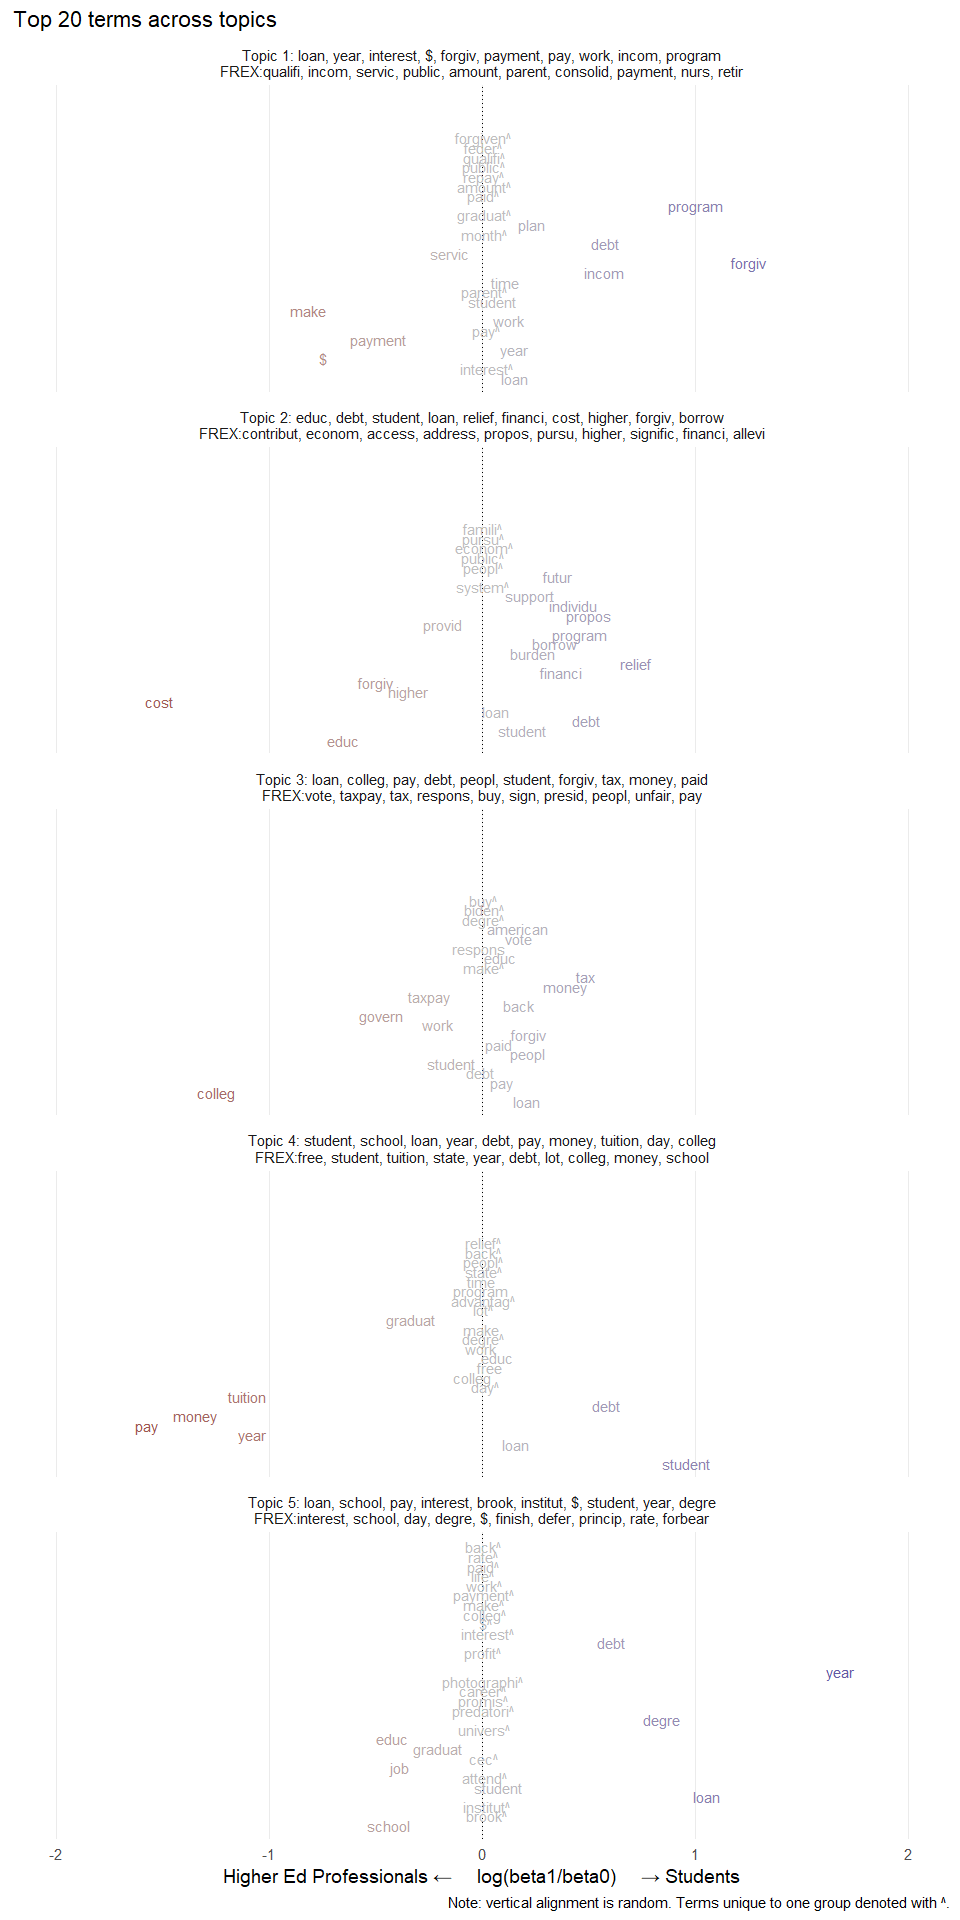 Top 20 terms across topics
Topic 1: loan, year, interest, $, forgiv, payment, pay, work, incom, program
FREX:qualifi, incom, servic, public, amount, parent, consolid, payment, nurs, retir
forgiven^
feder^
qualifi^
public^
repay^
amount^
paid^
program
graduat^
plan
month^
debt
servic
forgiv
incom
time
parent^
student
make
work
pay^
payment
year
$
interest^
loan
Topic 2: educ, debt, student, loan, relief, financi, cost, higher, forgiv, borrow
FREX:contribut, econom, access, address, propos, pursu, higher, signific, financi, allevi
famili^
pursu^
econom^
public^
peopl^
futur
system^
support
individu
propos
provid
program
borrow
burden
relief
financi
forgiv
higher
cost
loan
debt
student
educ
Topic 3: loan, colleg, pay, debt, peopl, student, forgiv, tax, money, paid
FREX:vote, taxpay, tax, respons, buy, sign, presid, peopl, unfair, pay
buy^
biden^
degre^
american
vote
respons
educ
make^
tax
money
taxpay
back
govern
work
forgiv
paid
peopl
student
debt
pay
colleg
loan
Topic 4: student, school, loan, year, debt, pay, money, tuition, day, colleg
FREX:free, student, tuition, state, year, debt, lot, colleg, money, school
relief^
back^
peopl^
state^
time
program
advantag^
lot^
graduat
make
degre^
work
educ
free
colleg
day^
tuition
debt
money
pay
year
loan
student
Topic 5: loan, school, pay, interest, brook, institut, $, student, year, degre
FREX:interest, school, day, degre, $, finish, defer, princip, rate, forbear
back^
rate^
paid^
life^
work^
payment^
make^
colleg^
$^
interest^
debt
profit^
year
photographi^
career^
promis^
predatori^
degre
univers^
educ
graduat
cec^
job
attend^
student
loan
institut^
brook^
school
-2 -1 0 1 2
Higher Ed Professionals ← log(beta1/beta0) → Students
Note: vertical alignment is random. Terms unique to one group denoted with ^.